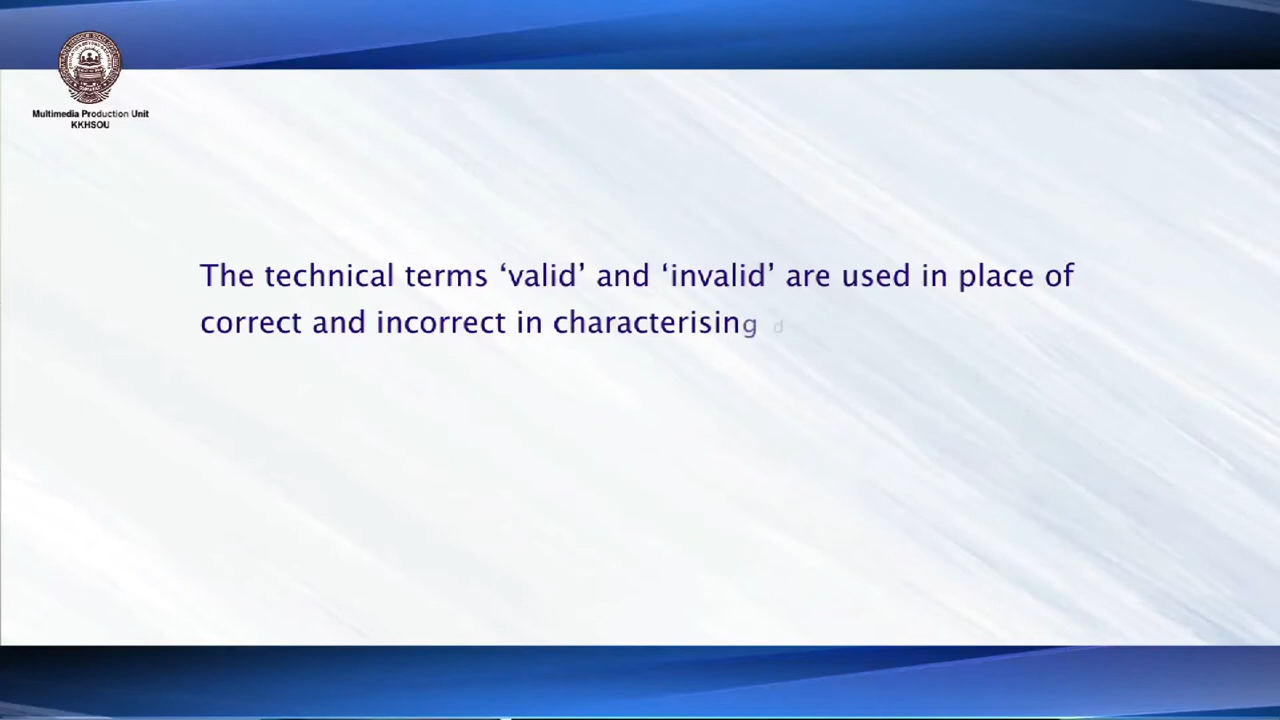 Multimedia Production Unit
KKHSOU
The technical terms ‘valid’ and ‘invalid’ are used in place of
correct and incorrect in characterising d